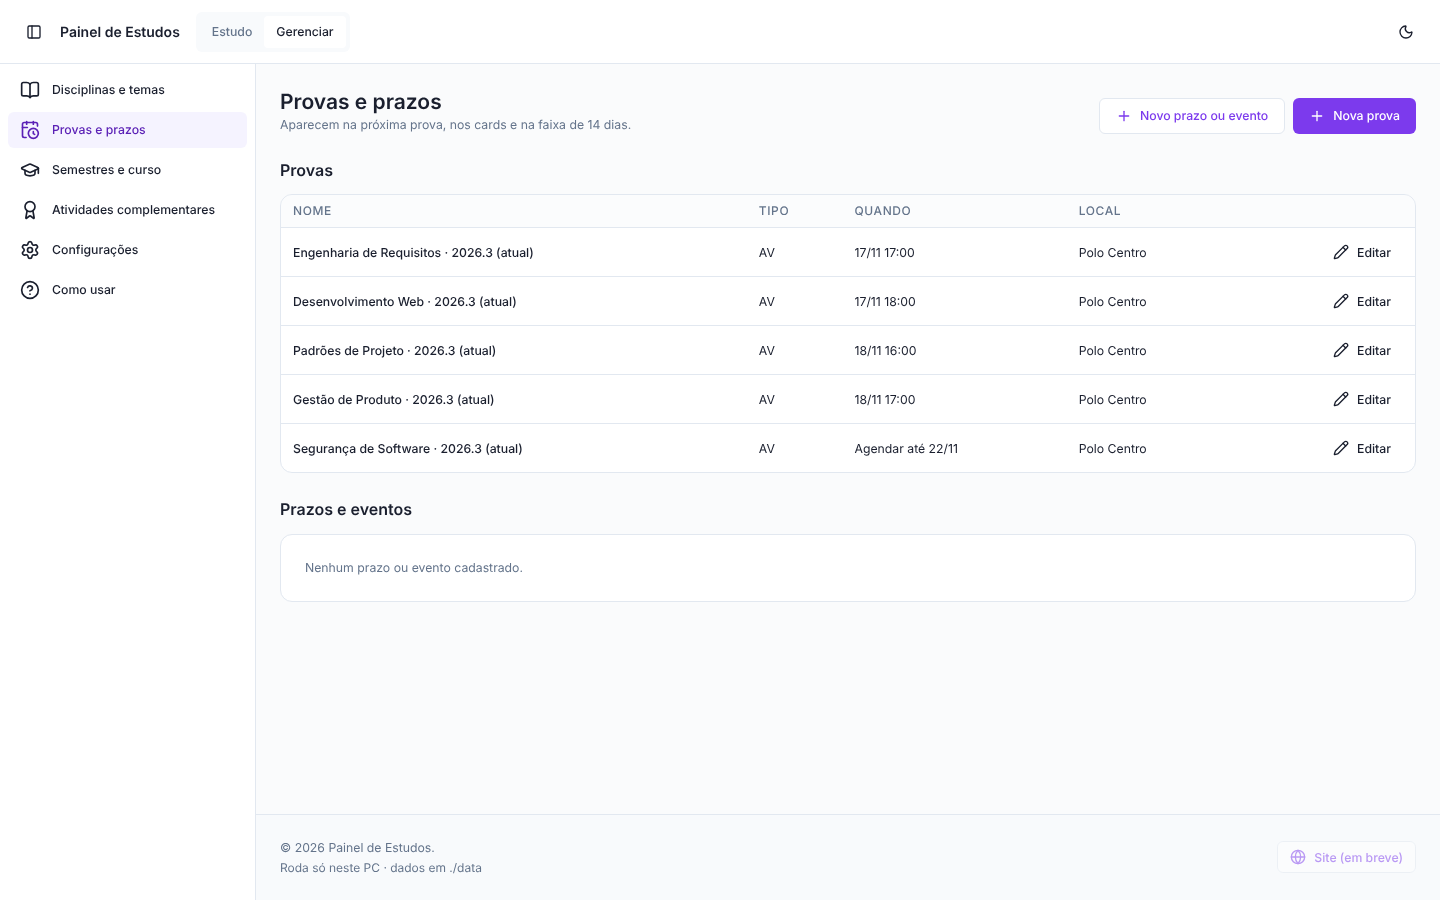 Painel de Estudos
Estudo
Gerenciar
Disciplinas e temas
Provas e prazos
Semestres e curso
Atividades complementares
Configurações
Como usar
Provas e prazos
Aparecem na próxima prova, nos cards e na faixa de 14 dias.
Novo prazo ou evento
Nova prova
Provas
NOME TIPO QUANDO LOCAL
Engenharia de Requisitos · 2026.3 (atual) AV 17/11 17:00 Polo Centro Editar
Desenvolvimento Web · 2026.3 (atual) AV 17/11 18:00 Polo Centro Editar
Padrões de Projeto · 2026.3 (atual) AV 18/11 16:00 Polo Centro Editar
Gestão de Produto · 2026.3 (atual) AV 18/11 17:00 Polo Centro Editar
Segurança de Software · 2026.3 (atual) AV Agendar até 22/11 Polo Centro Editar
Prazos e eventos
Nenhum prazo ou evento cadastrado.
© 2026 Painel de Estudos.
Roda só neste PC · dados em ./data
Site (em breve)